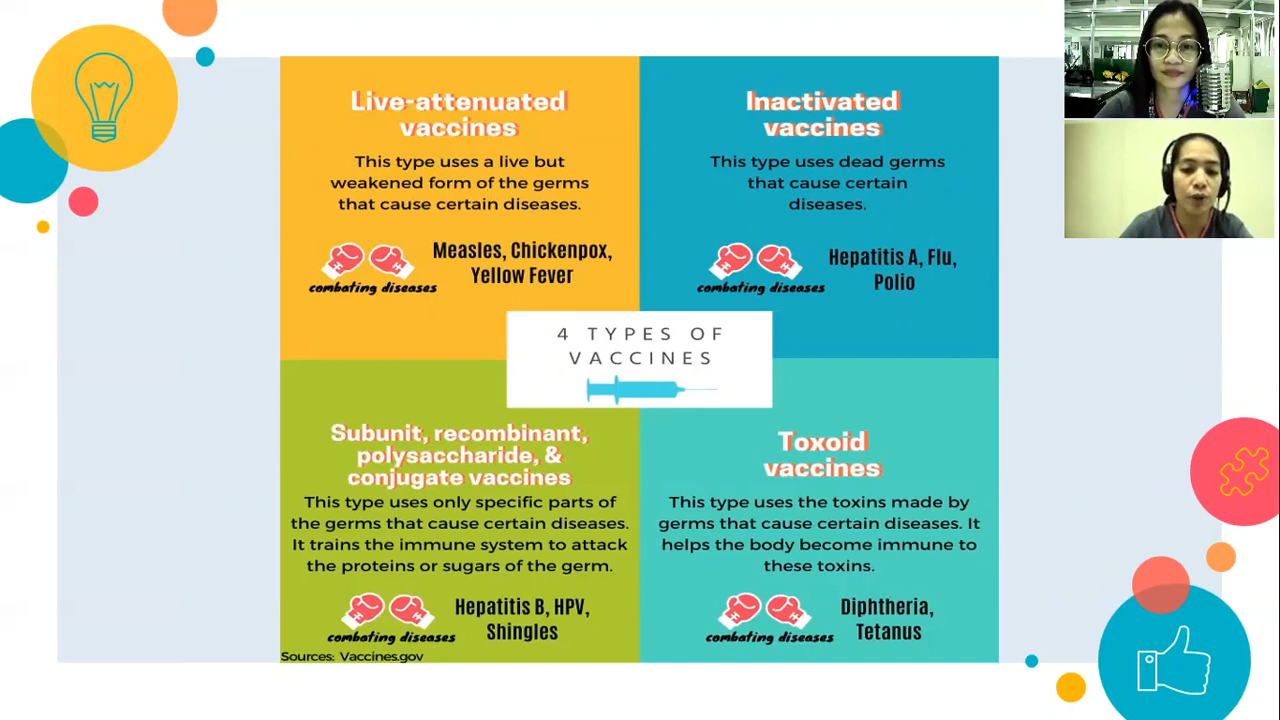 Live-attenuated
vaccines
This type uses a live but
weakened form of the germs
that cause certain diseases.
combating diseases
Measles, Chickenpox,
Yellow Fever
Inactivated
vaccines
This type uses dead germs
that cause certain
diseases.
combating diseases
Hepatitis A, Flu,
Polio
4 TYPES OF
VACCINES
Subunit, recombinant,
polysaccharide, &
conjugate vaccines
This type uses only specific parts of
the germs that cause certain diseases.
It trains the immune system to attack
the proteins or sugars of the germ.
combating diseases
Hepatitis B, HPV,
Shingles
Sources: Vaccines.gov
Toxoid
vaccines
This type uses the toxins made by
germs that cause certain diseases. It
helps the body become immune to
these toxins.
combating diseases
Diphtheria,
Tetanus